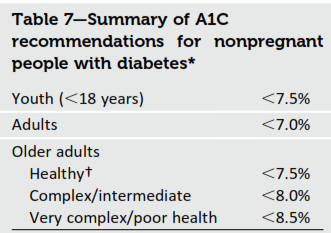 Table 7—Summary of A1C
recommendations for nonpregnant
people with diabetes*
Youth (<18 years) <7.5%
Adults <7.0%
Older adults
Healthy† <7.5%
Complex/intermediate <8.0%
Very complex/poor health <8.5%